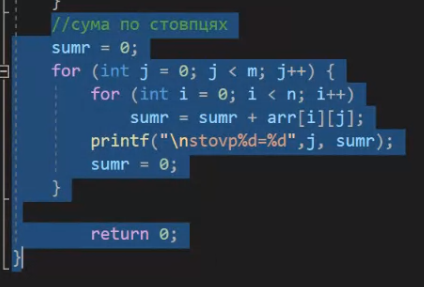 }
//сума по стовпцях
sumr = 0;
for (int j = 0; j < m; j++) {
for (int i = 0; i < n; i++)
sumr = sumr + arr[i][j];
printf("\nstovp%d=%d",j, sumr);
sumr = 0;
}
return 0;
}